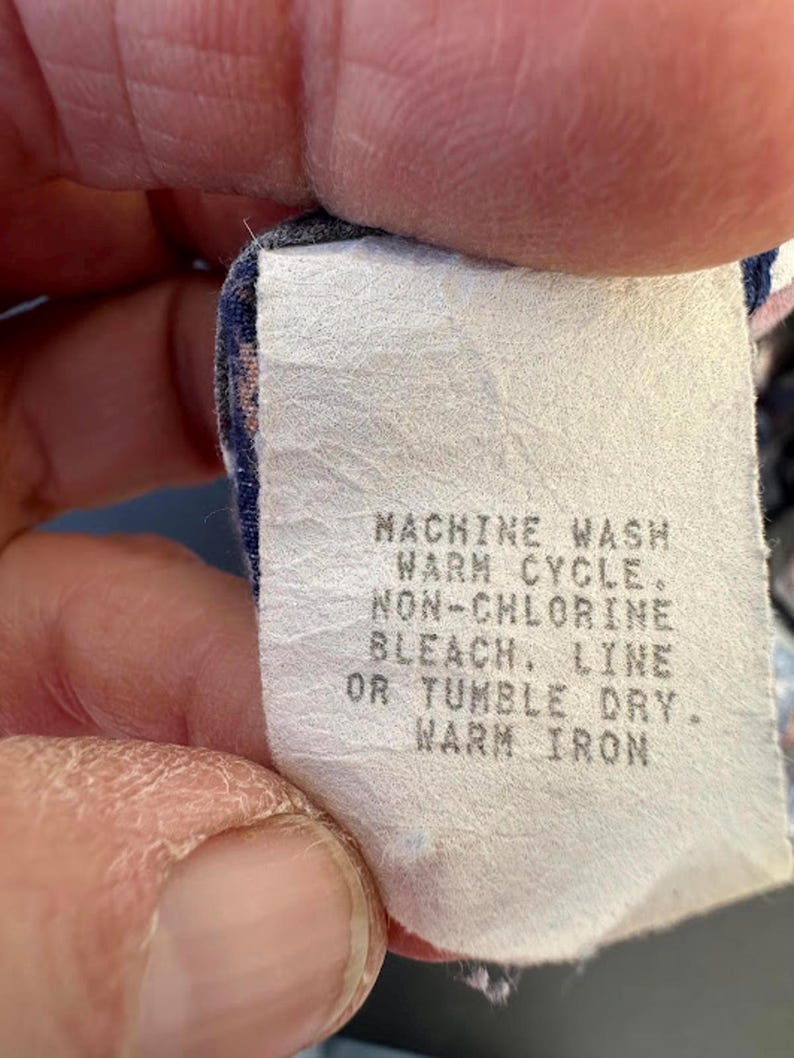 MACHINE WASH
WARM CYCLE.
NON-CHLORINE
BLEACH. LINE
OR TUMBLE DRY.
WARM IRON